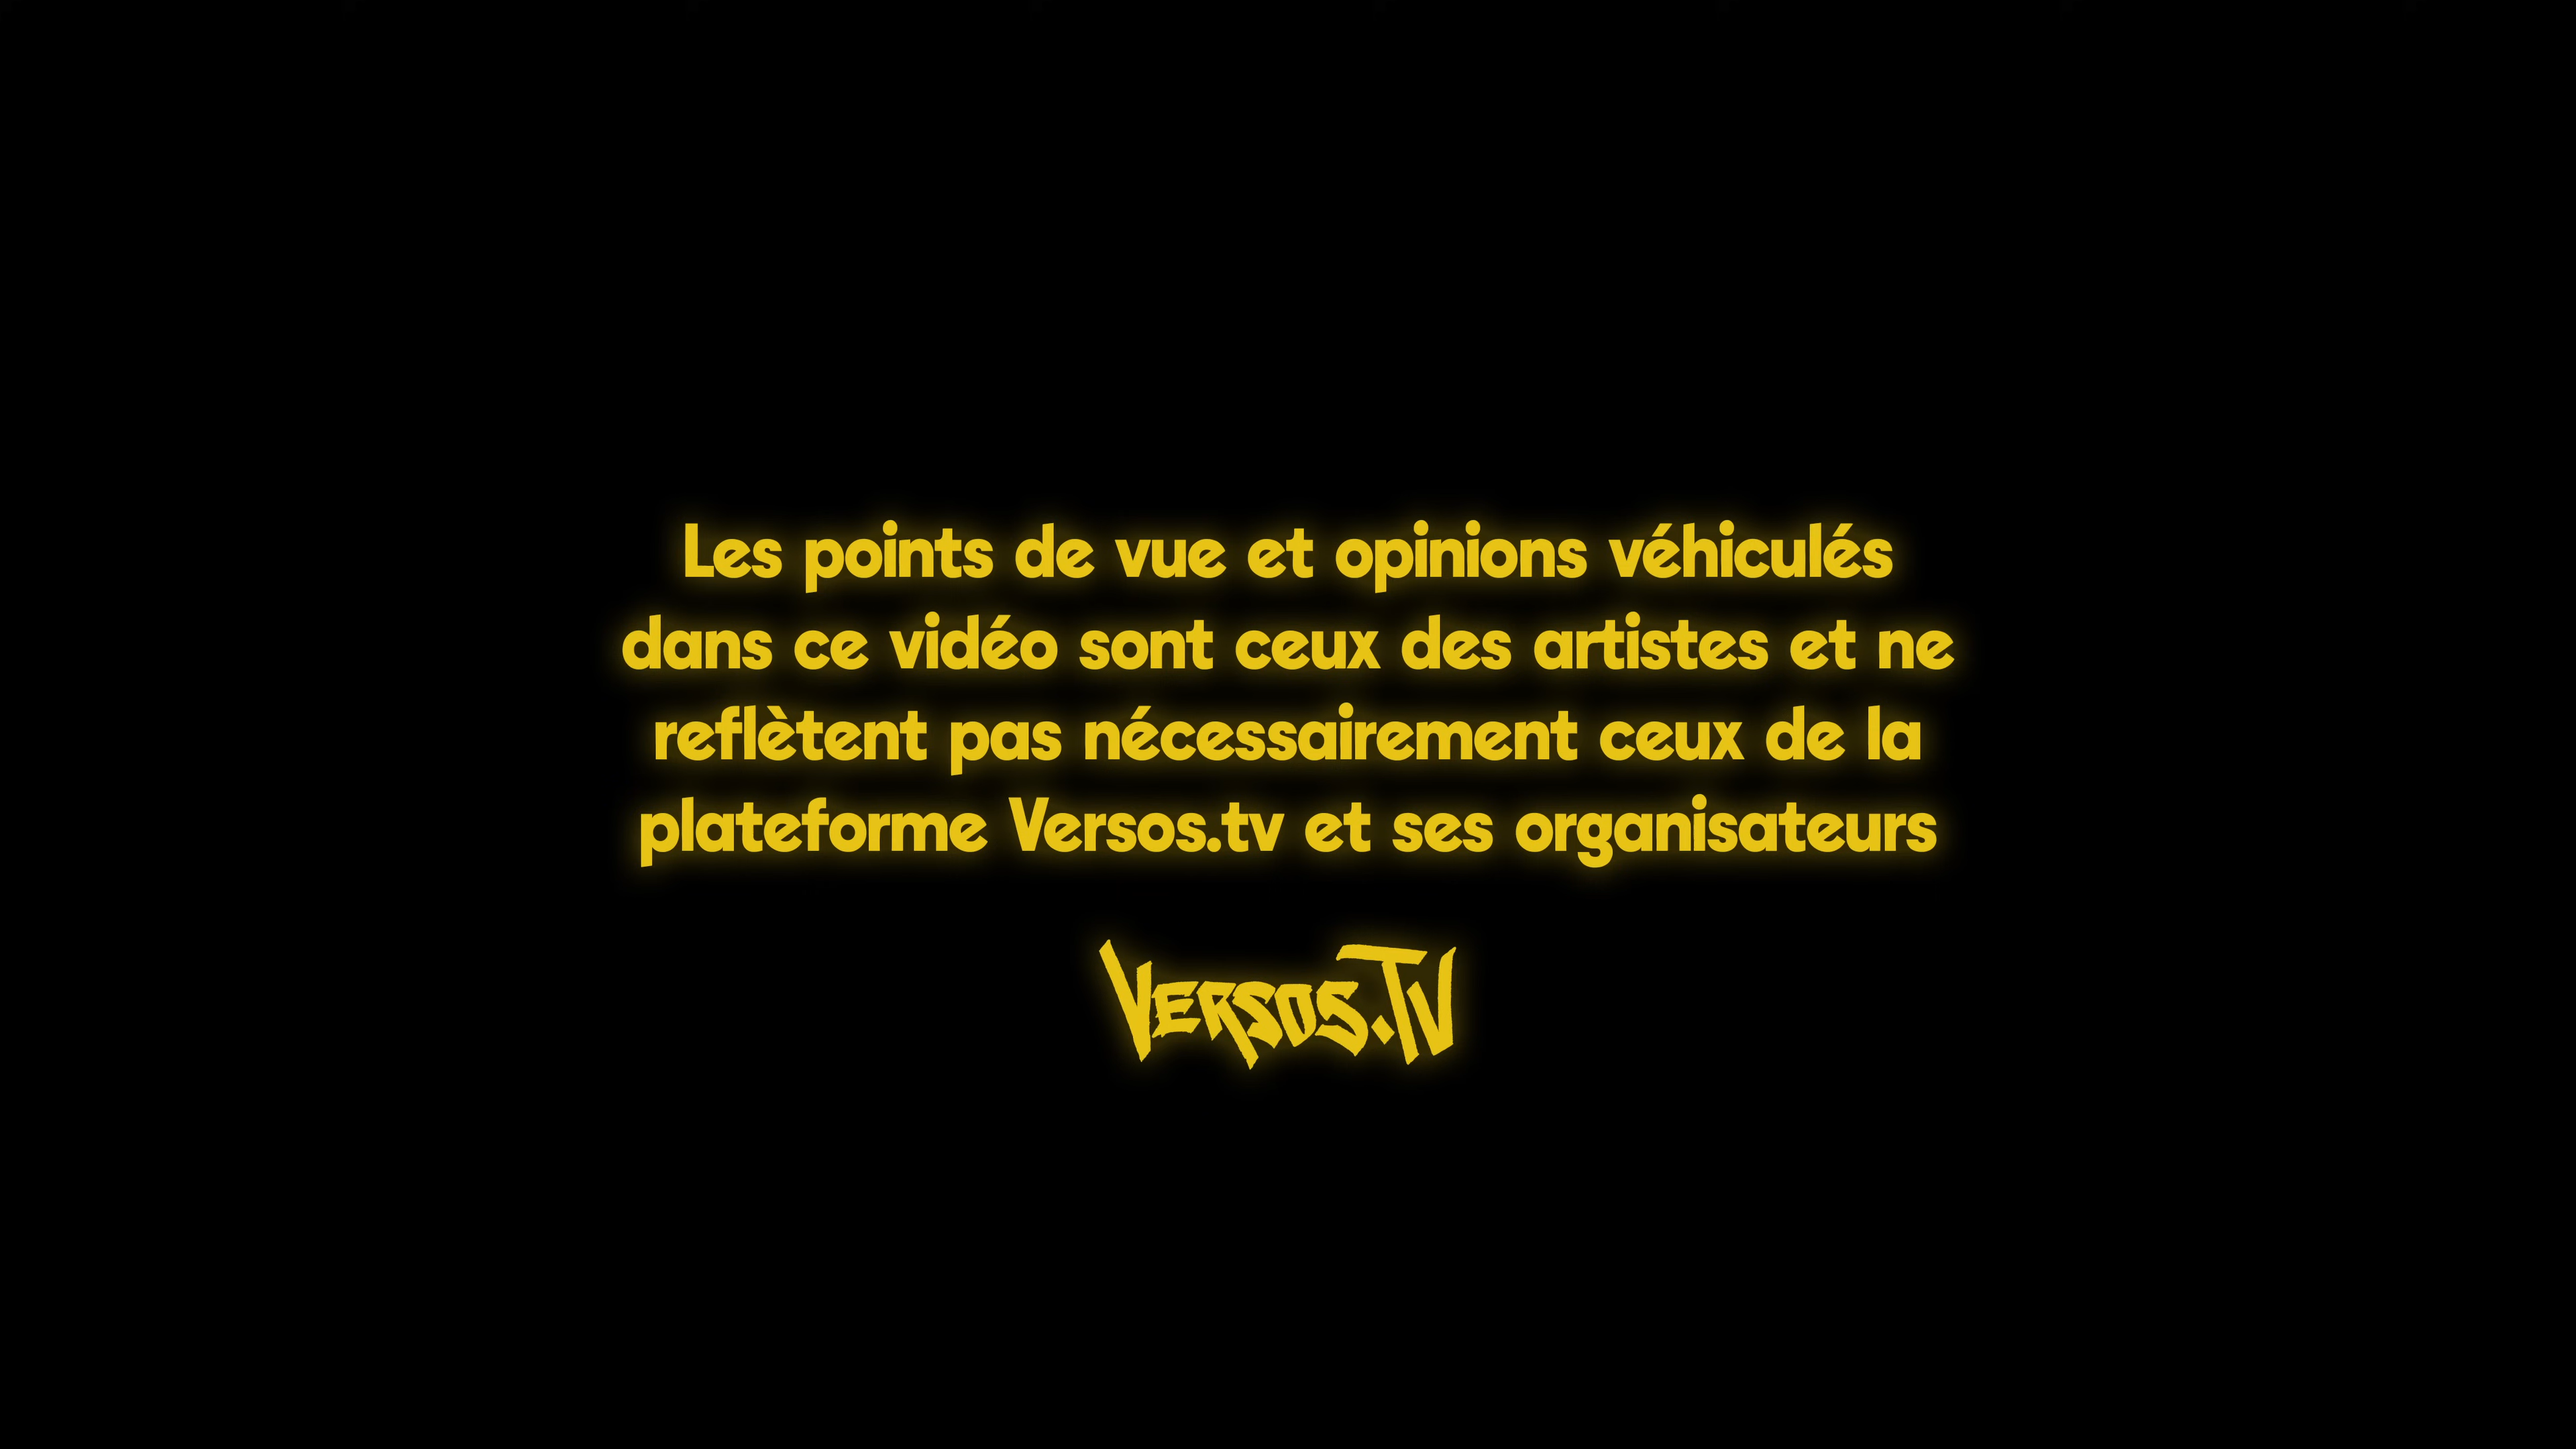 Les points de vue et opinions véhiculés
dans ce vidéo sont ceux des artistes et ne
reflètent pas nécessairement ceux de la
plateforme Versos.tv et ses organisateurs
VERSOS.TV